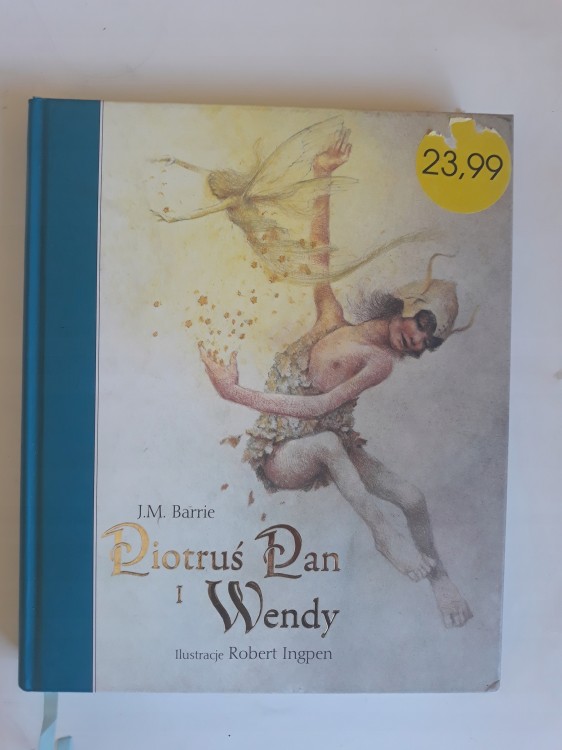 23,99
J.M. Barrie
Piotruś Pan
I
Wendy
Ilustracje Robert Ingpen